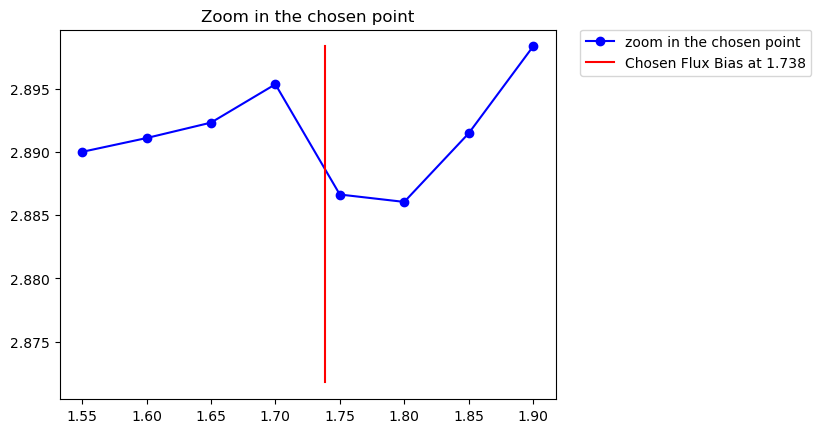 Zoom in the chosen point
zoom in the chosen point
Chosen Flux Bias at 1.738
2.895
2.890
2.885
2.880
2.875
1.55 1.60 1.65 1.70 1.75 1.80 1.85 1.90